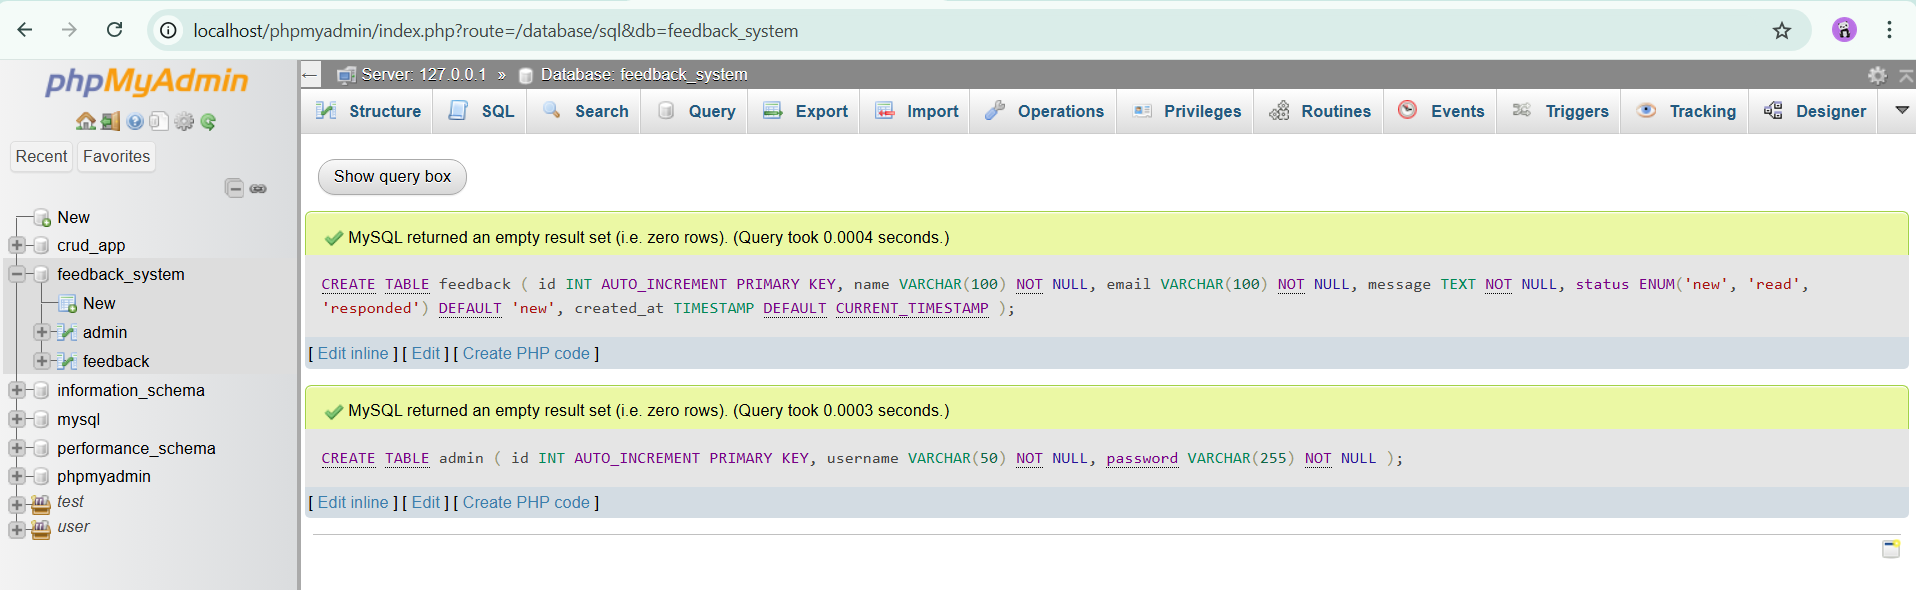 localhost/phpmyadmin/index.php?route=/database/sql&db=feedback_system
phpMyAdmin
Recent Favorites
New
crud_app
feedback_system
New
admin
feedback
information_schema
mysql
performance_schema
phpmyadmin
test
user
Server: 127.0.0.1 » Database: feedback_system
Structure SQL Search Query Export Import Operations Privileges Routines Events Triggers Tracking Designer
Show query box
MySQL returned an empty result set (i.e. zero rows). (Query took 0.0004 seconds.)
CREATE TABLE feedback ( id INT AUTO_INCREMENT PRIMARY KEY, name VARCHAR(100) NOT NULL, email VARCHAR(100) NOT NULL, message TEXT NOT NULL, status ENUM('new', 'read',
'responded') DEFAULT 'new', created_at TIMESTAMP DEFAULT CURRENT_TIMESTAMP );
[ Edit inline ] [ Edit ] [ Create PHP code ]
MySQL returned an empty result set (i.e. zero rows). (Query took 0.0003 seconds.)
CREATE TABLE admin ( id INT AUTO_INCREMENT PRIMARY KEY, username VARCHAR(50) NOT NULL, password VARCHAR(255) NOT NULL );
[ Edit inline ] [ Edit ] [ Create PHP code ]